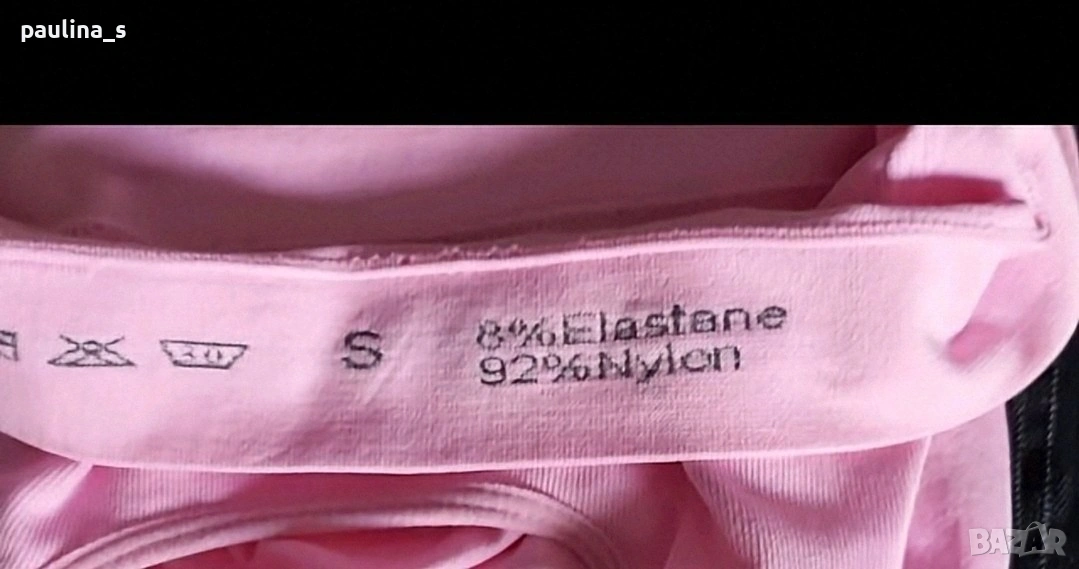 paulina_s
30 S 8%Elastane
92%Nylon
BAZAR